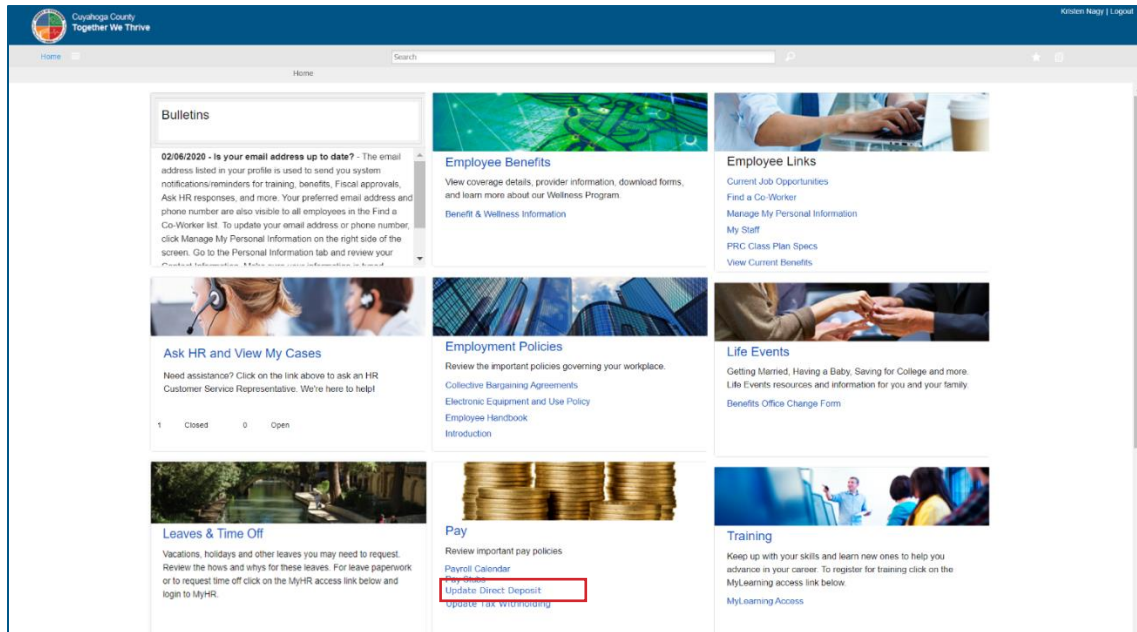 Cuyahoga County
Together We Thrive
Kristen Nagy | Logout
Home
Search
Home
Bulletins
02/06/2020 - Is your email address up to date? - The email
address listed in your profile is used to send you system
notifications/reminders for training, benefits, Fiscal approvals,
Ask HR responses, and more. Your preferred email address and
phone number are also visible to all employees in the Find a
Co-Worker list. To update your email address or phone number,
click Manage My Personal Information on the right side of the
screen. Go to the Personal Information tab and review your
Employee Benefits
View coverage details, provider information, download forms,
and learn more about our Wellness Program.
Benefit & Wellness Information
Employee Links
Current Job Opportunities
Find a Co-Worker
Manage My Personal Information
My Staff
PRC Class Plan Specs
View Current Benefits
Ask HR and View My Cases
Need assistance? Click on the link above to ask an HR
Customer Service Representative. We're here to help!
1 Closed 0 Open
Employment Policies
Review the important policies governing your workplace.
Collective Bargaining Agreements
Electronic Equipment and Use Policy
Employee Handbook
Introduction
Life Events
Getting Married, Having a Baby, Saving for College and more.
Life Events resources and information for you and your family.
Benefits Office Change Form
Leaves & Time Off
Vacations, holidays and other leaves you may need to request.
Review the hows and whys for these leaves. For leave paperwork
or to request time off click on the MyHR access link below and
login to MyHR.
Pay
Review important pay policies
Payroll Calendar
Pay Stubs
Update Direct Deposit
Update Tax Withholding
Training
Keep up with your skills and learn new ones to help you
advance in your career. To register for training click on the
MyLearning access link below.
MyLearning Access